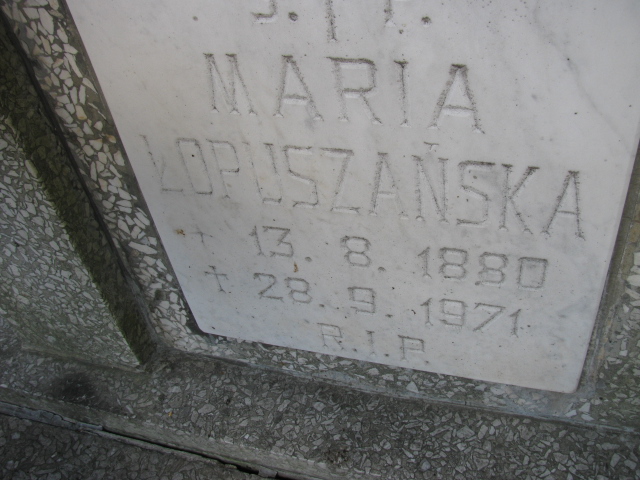 Ś. † P.
MARIA
ŁOPUSZAŃSKA
+ 13. 8. 1880
+ 28. 9. 1971
R.I.P.